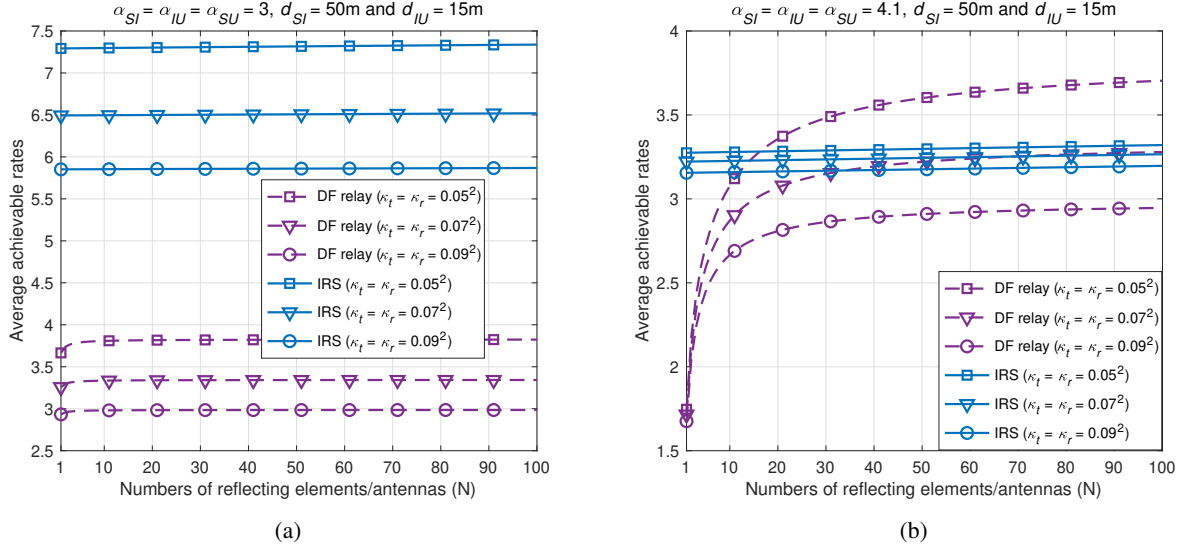 α_SI = α_IU = α_SU = 3, d_SI = 50m and d_IU = 15m
7.5
7
6.5
6
5.5
5
4.5
4
3.5
3
2.5
Average achievable rates
DF relay (κ_t = κ_r = 0.05²)
DF relay (κ_t = κ_r = 0.07²)
DF relay (κ_t = κ_r = 0.09²)
IRS (κ_t = κ_r = 0.05²)
IRS (κ_t = κ_r = 0.07²)
IRS (κ_t = κ_r = 0.09²)
1 10 20 30 40 50 60 70 80 90 100
Numbers of reflecting elements/antennas (N)
(a)
α_SI = α_IU = α_SU = 4.1, d_SI = 50m and d_IU = 15m
4
3.5
3
2.5
2
1.5
Average achievable rates
DF relay (κ_t = κ_r = 0.05²)
DF relay (κ_t = κ_r = 0.07²)
DF relay (κ_t = κ_r = 0.09²)
IRS (κ_t = κ_r = 0.05²)
IRS (κ_t = κ_r = 0.07²)
IRS (κ_t = κ_r = 0.09²)
1 10 20 30 40 50 60 70 80 90 100
Numbers of reflecting elements/antennas (N)
(b)